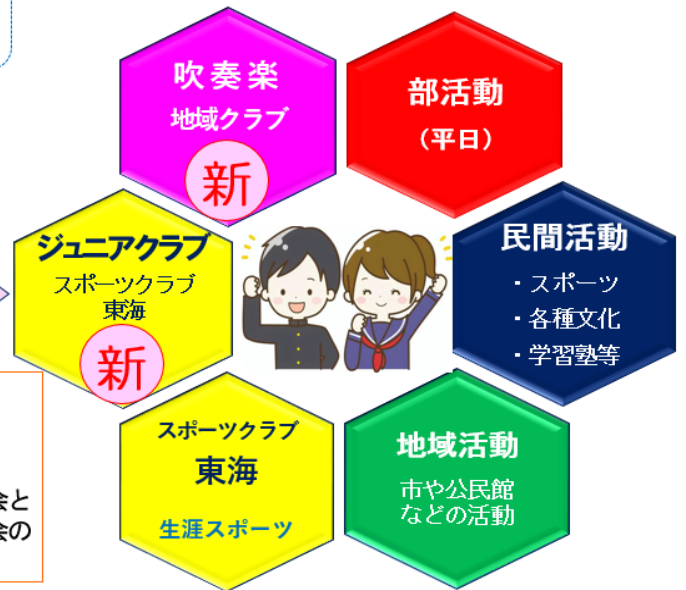 吹奏楽
地域クラブ
新
部活動
（平日）
ジュニアクラブ
スポーツクラブ
東海
新
民間活動
・スポーツ
・各種文化
・学習塾等
スポーツクラブ
東海
生涯スポーツ
地域活動
市や公民館
などの活動
会と
会の